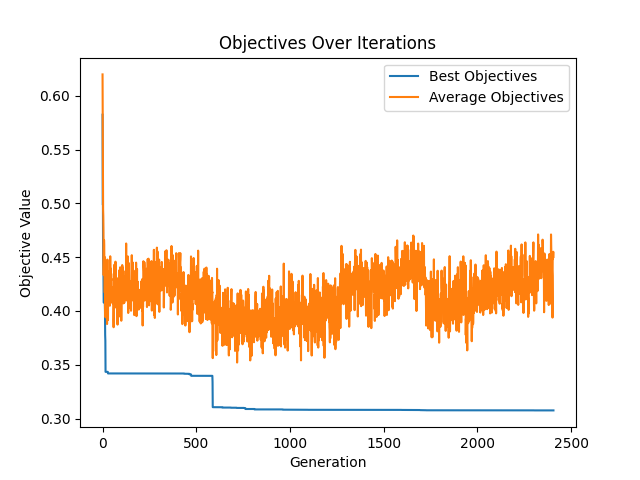 Objectives Over Iterations
Best Objectives
Average Objectives
Objective Value
0.60
0.55
0.50
0.45
0.40
0.35
0.30
0 500 1000 1500 2000 2500
Generation